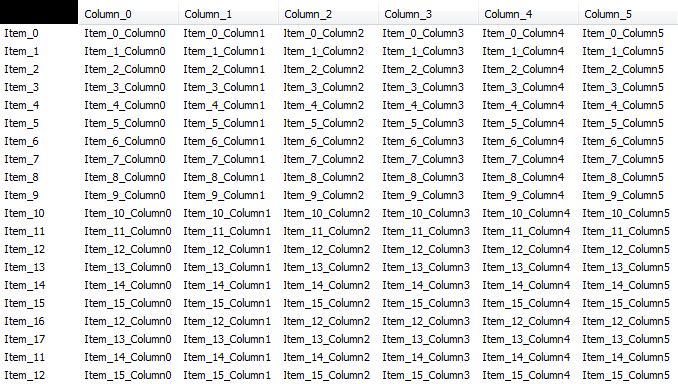 Column_0 Column_1 Column_2 Column_3 Column_4 Column_5
Item_0 Item_0_Column0 Item_0_Column1 Item_0_Column2 Item_0_Column3 Item_0_Column4 Item_0_Column5
Item_1 Item_1_Column0 Item_1_Column1 Item_1_Column2 Item_1_Column3 Item_1_Column4 Item_1_Column5
Item_2 Item_2_Column0 Item_2_Column1 Item_2_Column2 Item_2_Column3 Item_2_Column4 Item_2_Column5
Item_3 Item_3_Column0 Item_3_Column1 Item_3_Column2 Item_3_Column3 Item_3_Column4 Item_3_Column5
Item_4 Item_4_Column0 Item_4_Column1 Item_4_Column2 Item_4_Column3 Item_4_Column4 Item_4_Column5
Item_5 Item_5_Column0 Item_5_Column1 Item_5_Column2 Item_5_Column3 Item_5_Column4 Item_5_Column5
Item_6 Item_6_Column0 Item_6_Column1 Item_6_Column2 Item_6_Column3 Item_6_Column4 Item_6_Column5
Item_7 Item_7_Column0 Item_7_Column1 Item_7_Column2 Item_7_Column3 Item_7_Column4 Item_7_Column5
Item_8 Item_8_Column0 Item_8_Column1 Item_8_Column2 Item_8_Column3 Item_8_Column4 Item_8_Column5
Item_9 Item_9_Column0 Item_9_Column1 Item_9_Column2 Item_9_Column3 Item_9_Column4 Item_9_Column5
Item_10 Item_10_Column0 Item_10_Column1 Item_10_Column2 Item_10_Column3 Item_10_Column4 Item_10_Column5
Item_11 Item_11_Column0 Item_11_Column1 Item_11_Column2 Item_11_Column3 Item_11_Column4 Item_11_Column5
Item_12 Item_12_Column0 Item_12_Column1 Item_12_Column2 Item_12_Column3 Item_12_Column4 Item_12_Column5
Item_13 Item_13_Column0 Item_13_Column1 Item_13_Column2 Item_13_Column3 Item_13_Column4 Item_13_Column5
Item_14 Item_14_Column0 Item_14_Column1 Item_14_Column2 Item_14_Column3 Item_14_Column4 Item_14_Column5
Item_15 Item_15_Column0 Item_15_Column1 Item_15_Column2 Item_15_Column3 Item_15_Column4 Item_15_Column5
Item_16 Item_12_Column0 Item_12_Column1 Item_12_Column2 Item_12_Column3 Item_12_Column4 Item_12_Column5
Item_17 Item_13_Column0 Item_13_Column1 Item_13_Column2 Item_13_Column3 Item_13_Column4 Item_13_Column5
Item_11 Item_14_Column0 Item_14_Column1 Item_14_Column2 Item_14_Column3 Item_14_Column4 Item_14_Column5
Item_12 Item_15_Column0 Item_15_Column1 Item_15_Column2 Item_15_Column3 Item_15_Column4 Item_15_Column5